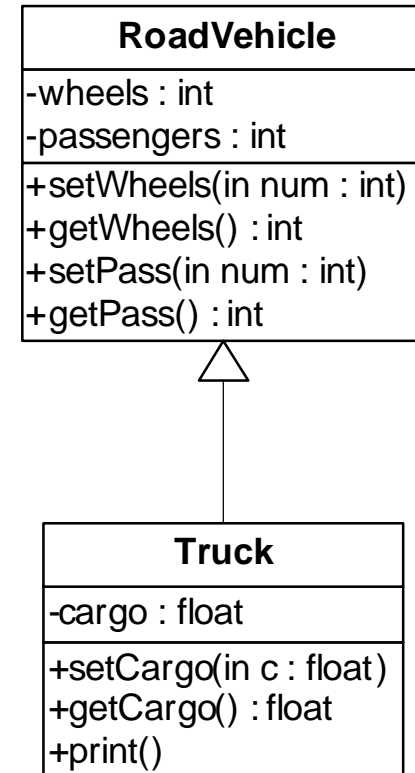 RoadVehicle
-wheels : int
-passengers : int
+setWheels(in num : int)
+getWheels() : int
+setPass(in num : int)
+getPass() : int
Truck
-cargo : float
+setCargo(in c : float)
+getCargo() : float
+print()